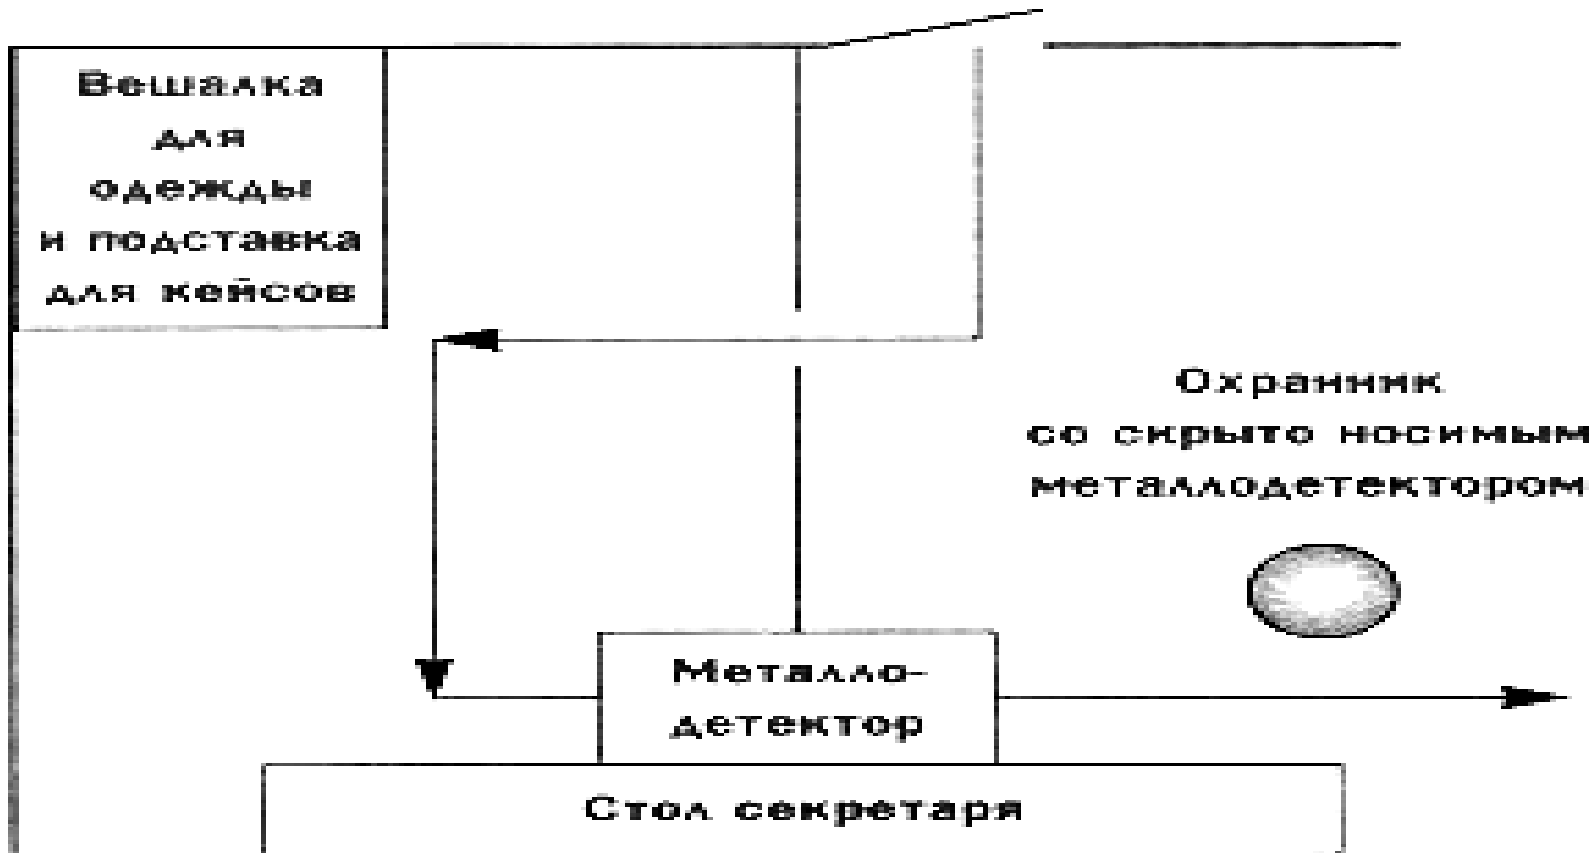 Вешалка
для
одежды
и подставка
для кейсов
Охранник
со скрыто носимым
металлодетектором
Металло-
детектор
Стол секретаря